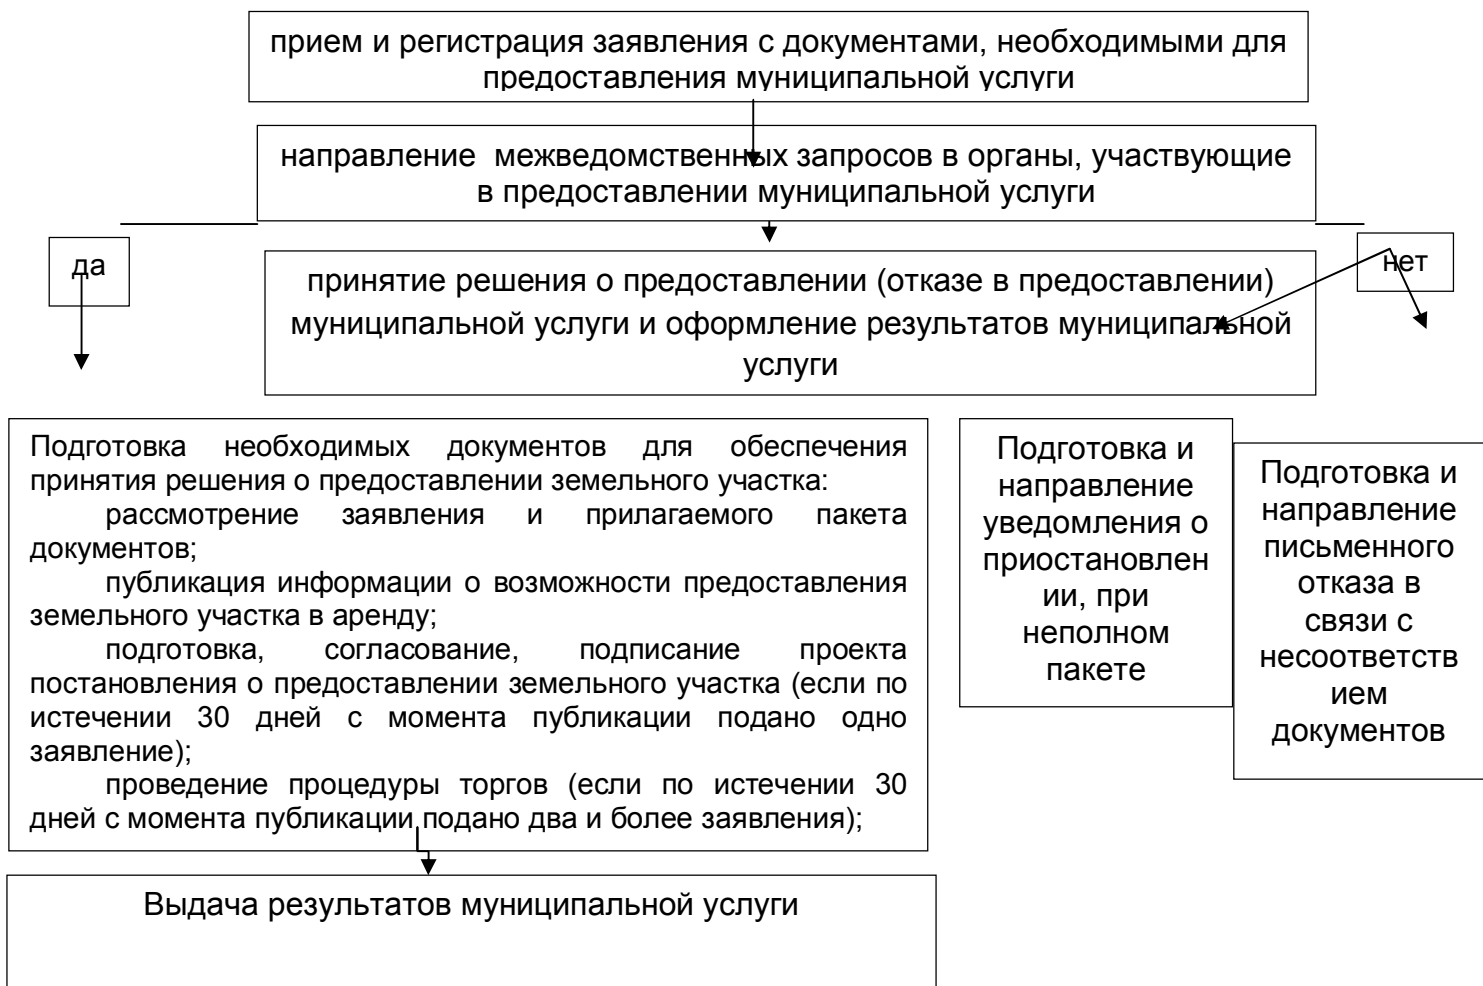 прием и регистрация заявления с документами, необходимыми для
предоставления муниципальной услуги
направление межведомственных запросов в органы, участвующие
в предоставлении муниципальной услуги
да
нет
принятие решения о предоставлении (отказе в предоставлении)
муниципальной услуги и оформление результатов муниципальной
услуги
Подготовка необходимых документов для обеспечения
принятия решения о предоставлении земельного участка:
рассмотрение заявления и прилагаемого пакета
документов;
публикация информации о возможности предоставления
земельного участка в аренду;
подготовка, согласование, подписание проекта
постановления о предоставлении земельного участка (если по
истечении 30 дней с момента публикации подано одно
заявление);
проведение процедуры торгов (если по истечении 30
дней с момента публикации подано два и более заявления);
Подготовка и
направление
уведомления о
приостановлен
ии, при
неполном
пакете
Подготовка и
направление
письменного
отказа в
связи с
несоответств
ием
документов
Выдача результатов муниципальной услуги